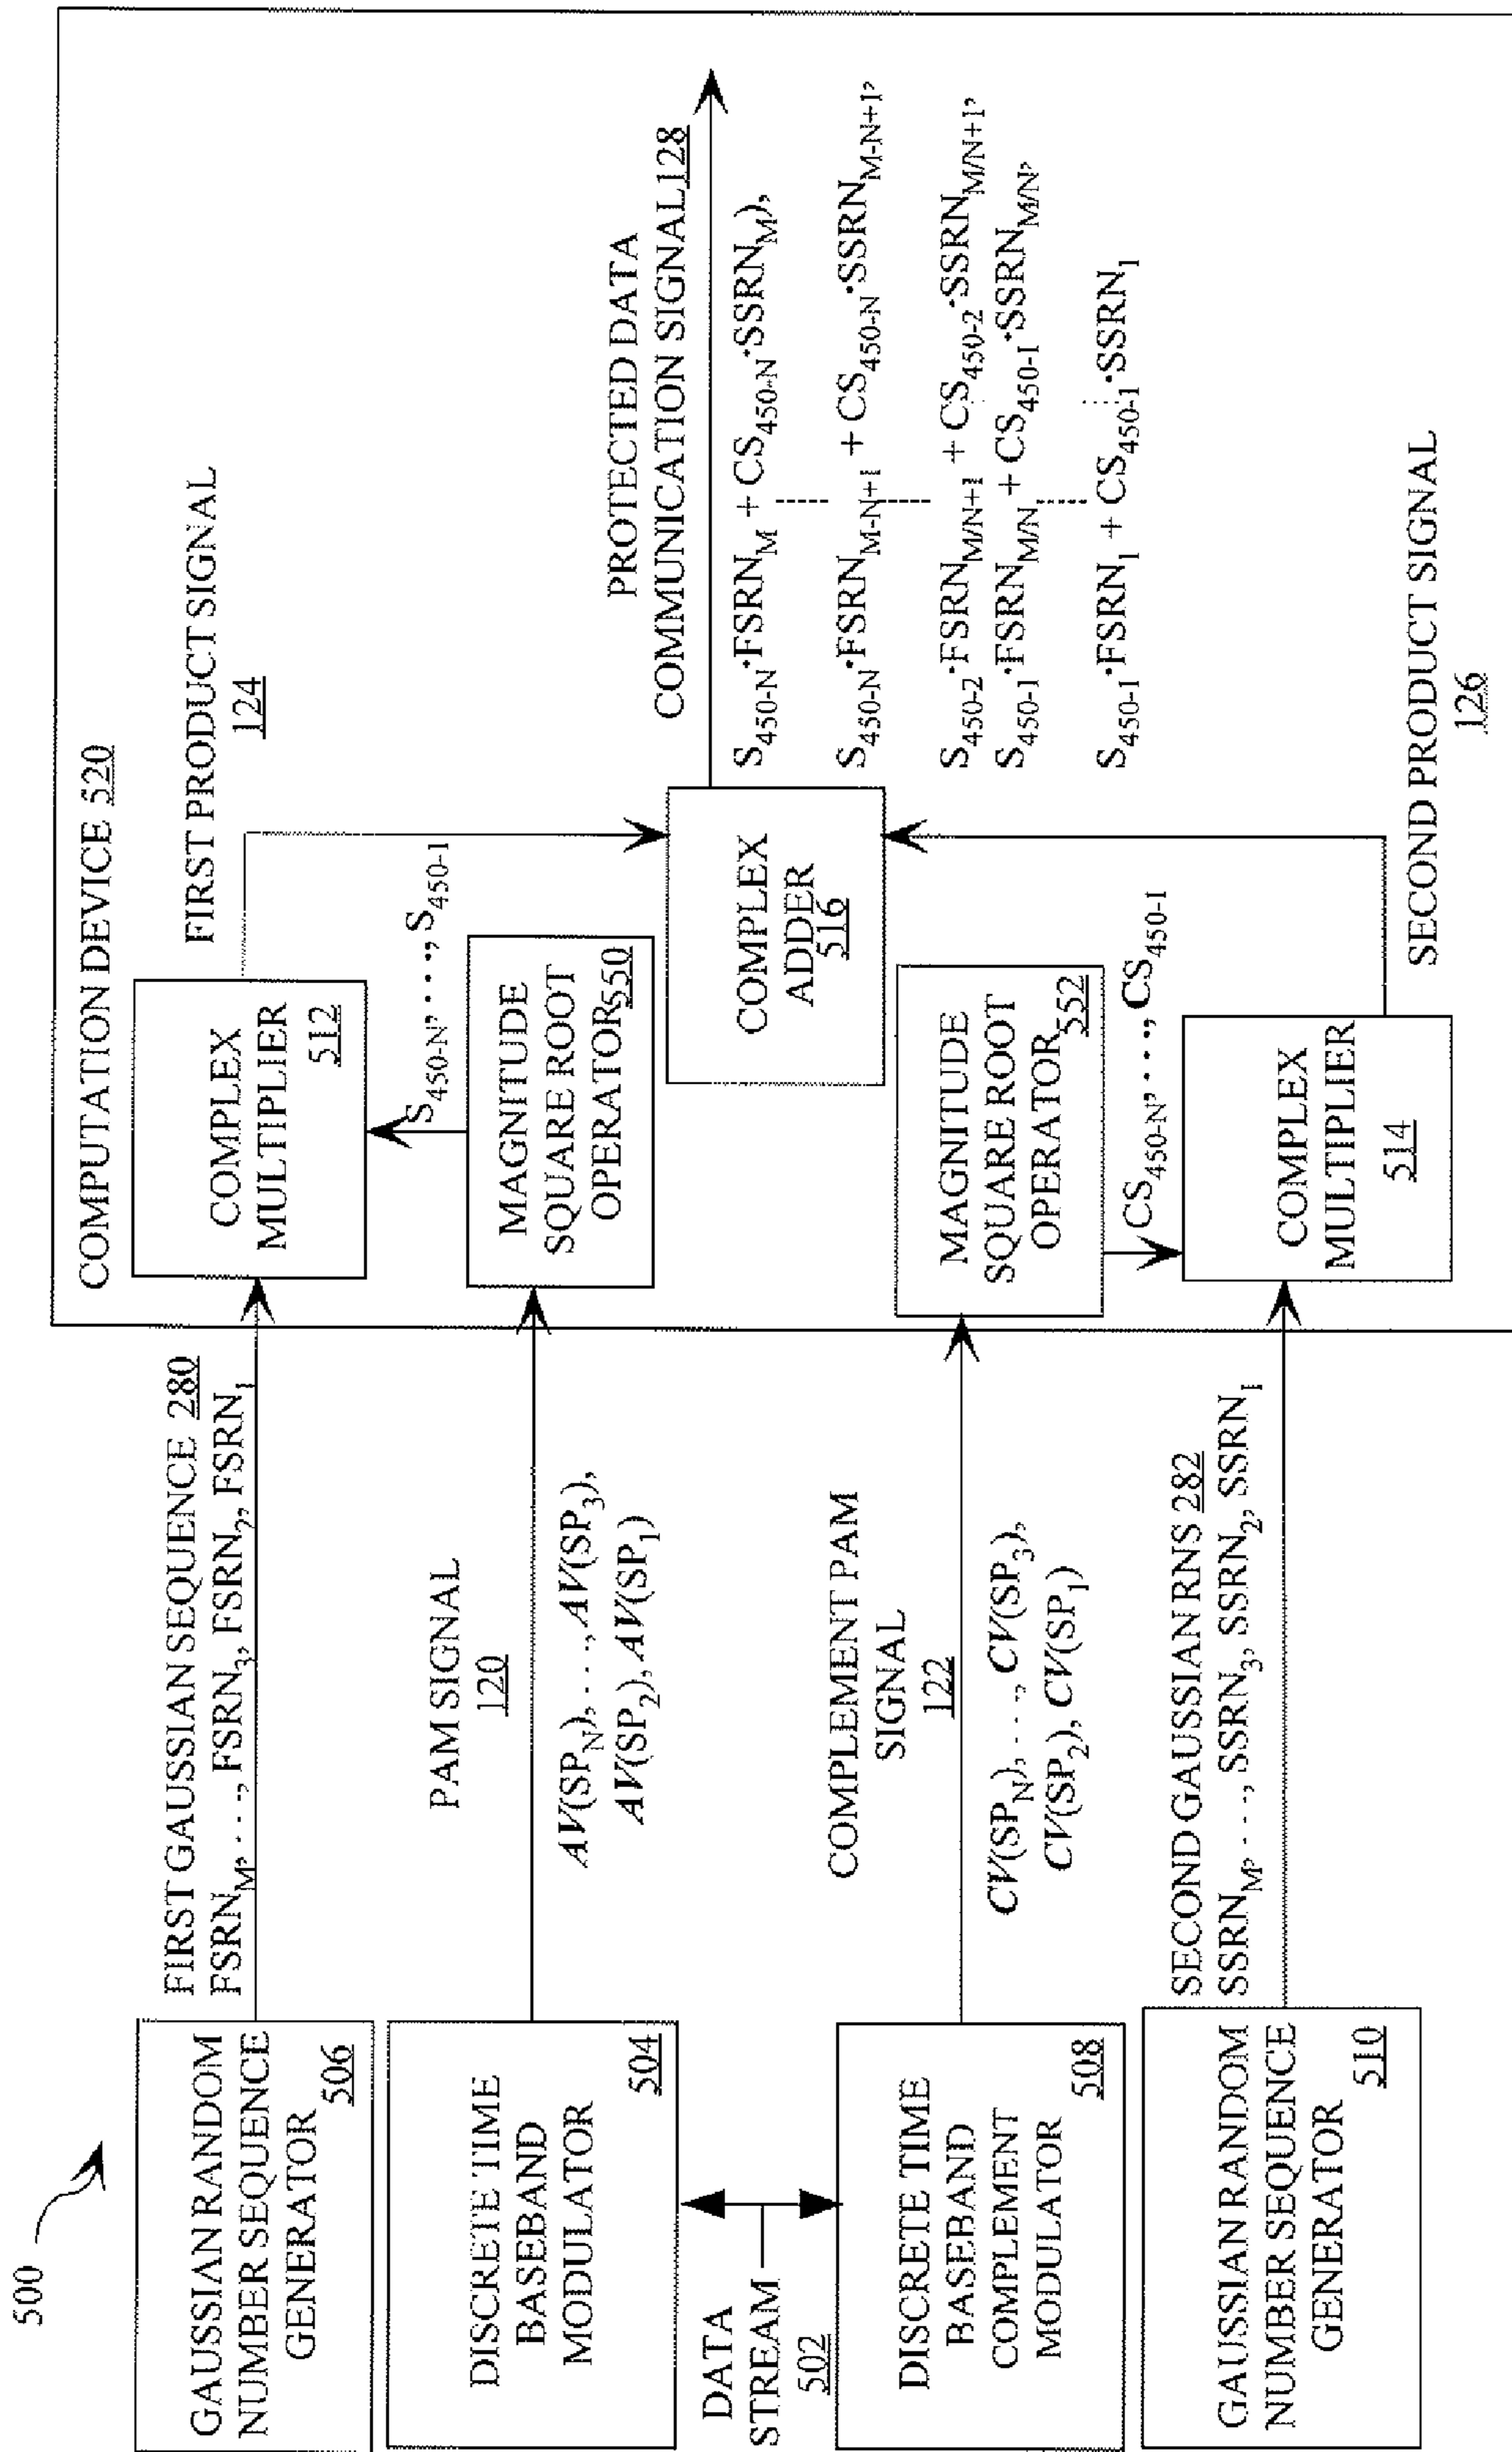 500
GAUSSIAN RANDOM
NUMBER SEQUENCE
GENERATOR
506
FIRST GAUSSIAN SEQUENCE 280
FSRN_M, . . ., FSRN_3, FSRN_2, FSRN_1
DISCRETE TIME
BASEBAND
MODULATOR
504
PAM SIGNAL
120
AV(SP_N), . . ., AV(SP_3),
AV(SP_2), AV(SP_1)
DATA
STREAM
502
DISCRETE TIME
BASEBAND
COMPLEMENT
MODULATOR
508
COMPLEMENT PAM
SIGNAL
122
CV(SP_N), . . ., CV(SP_3),
CV(SP_2), CV(SP_1)
GAUSSIAN RANDOM
NUMBER SEQUENCE
GENERATOR
510
SECOND GAUSSIAN RNS 282
SSRN_M, . . ., SSRN_3, SSRN_2, SSRN_1
COMPUTATION DEVICE 520
COMPLEX
MULTIPLIER
512
FIRST PRODUCT SIGNAL
124
S_450-N, . . ., S_450-1
MAGNITUDE
SQUARE ROOT
OPERATOR 550
COMPLEX
ADDER
516
MAGNITUDE
SQUARE ROOT
OPERATOR 552
CS_450-N, . . ., CS_450-1
COMPLEX
MULTIPLIER
514
SECOND PRODUCT SIGNAL
126
PROTECTED DATA
COMMUNICATION SIGNAL 128
S_450-N·FSRN_M + CS_450-N·SSRN_M),
S_450-N·FSRN_M-N+1 + CS_450-N·SSRN_M-N+1,
S_450-2·FSRN_M/N+1 + CS_450-2·SSRN_M/N+1,
S_450-1·FSRN_M/N + CS_450-1·SSRN_M/N,
S_450-1·FSRN_1 + CS_450-1·SSRN_1